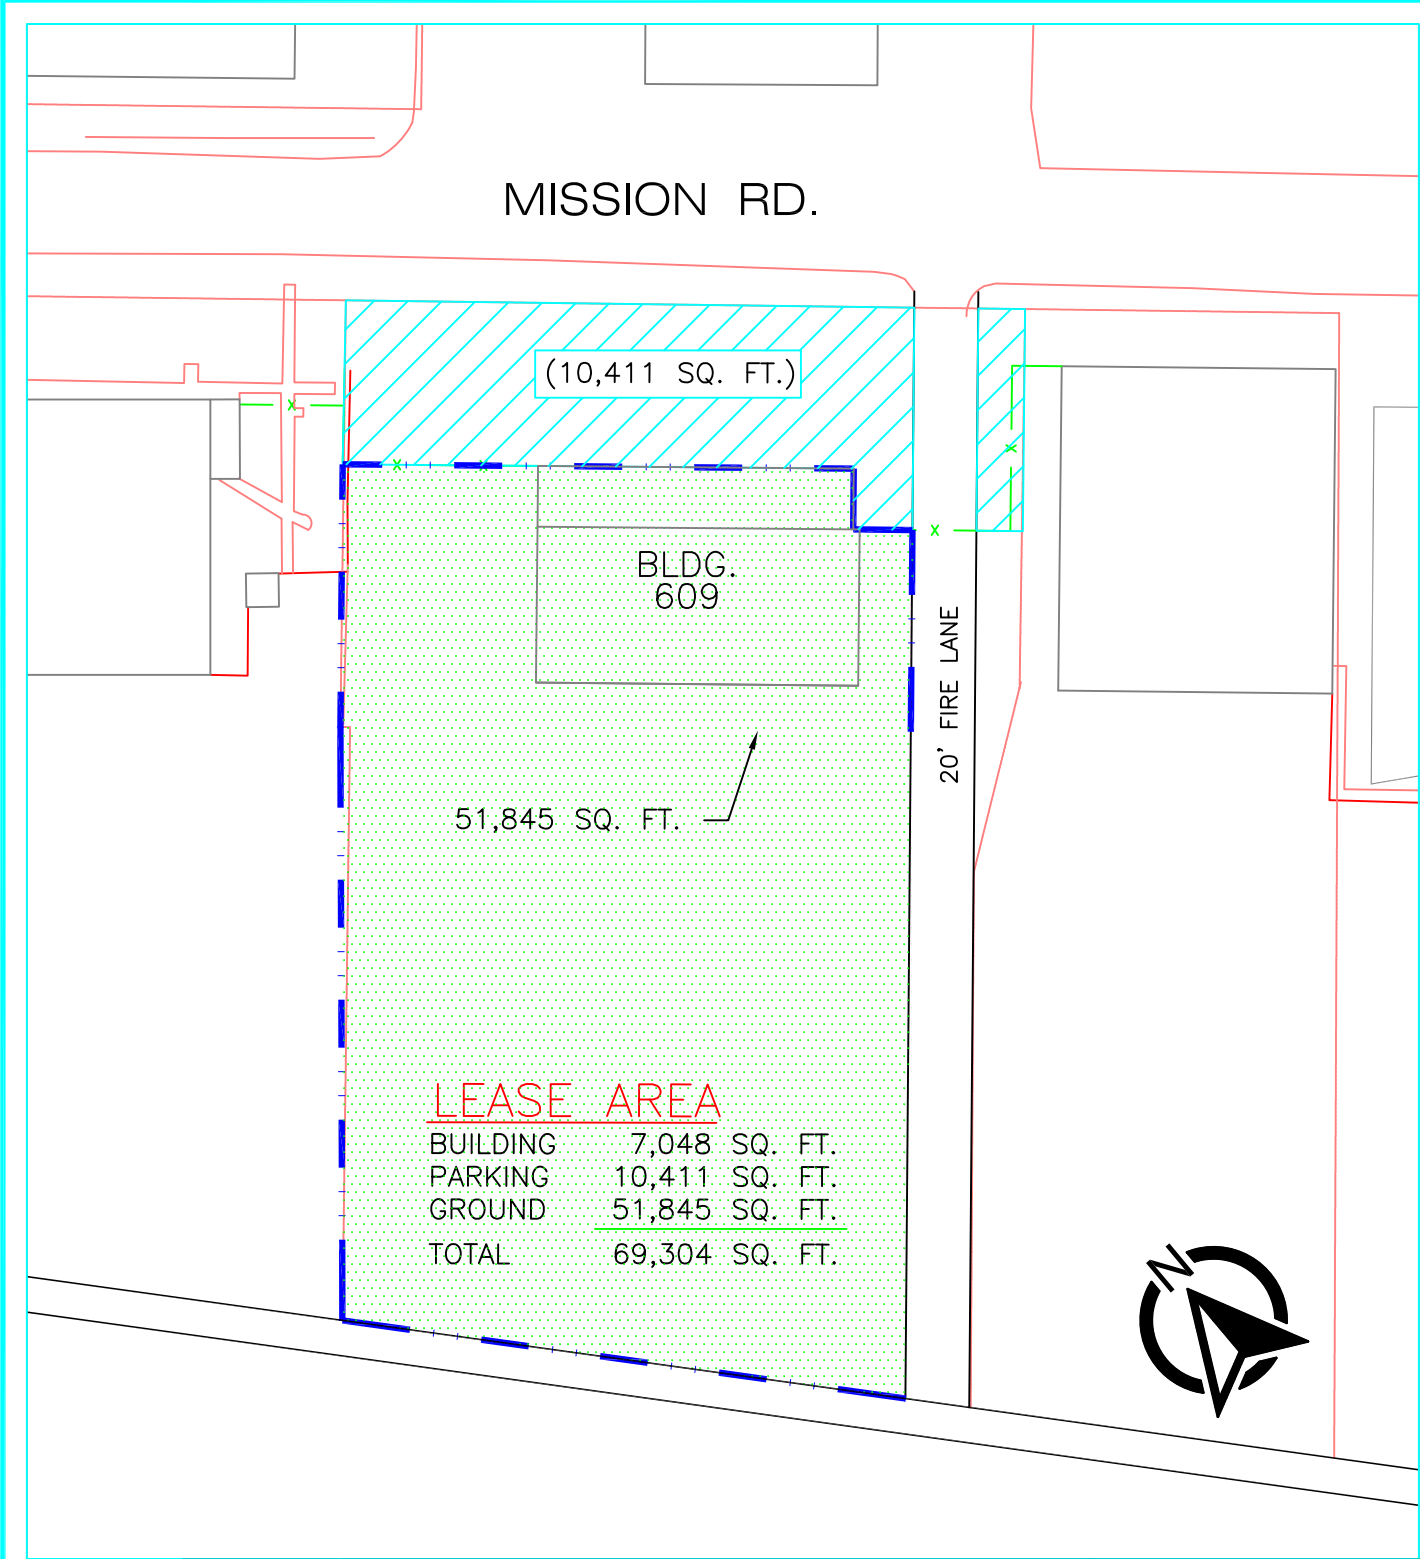 MISSION RD.
(10,411 SQ. FT.)
X
X
X
X
X
BLDG.
609
20' FIRE LANE
51,845 SQ. FT.
LEASE AREA
BUILDING 7,048 SQ. FT.
PARKING 10,411 SQ. FT.
GROUND 51,845 SQ. FT.
TOTAL 69,304 SQ. FT.
N